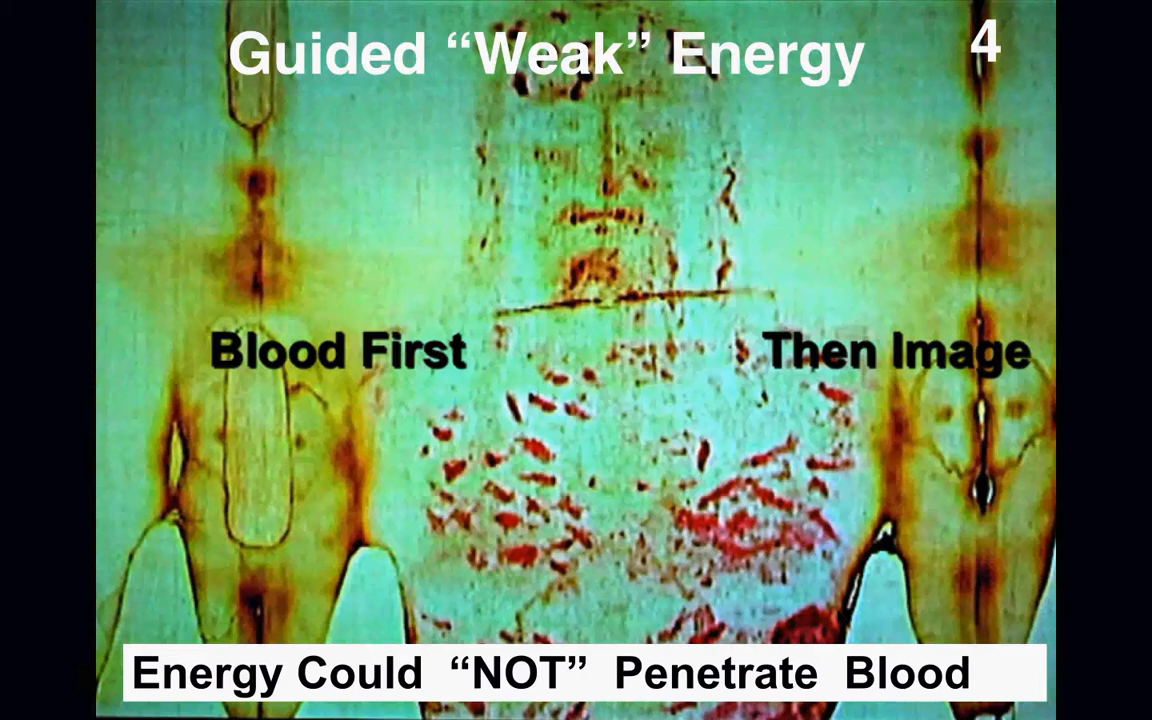 Guided “Weak” Energy
4
Blood First
Then Image
Energy Could “NOT” Penetrate Blood